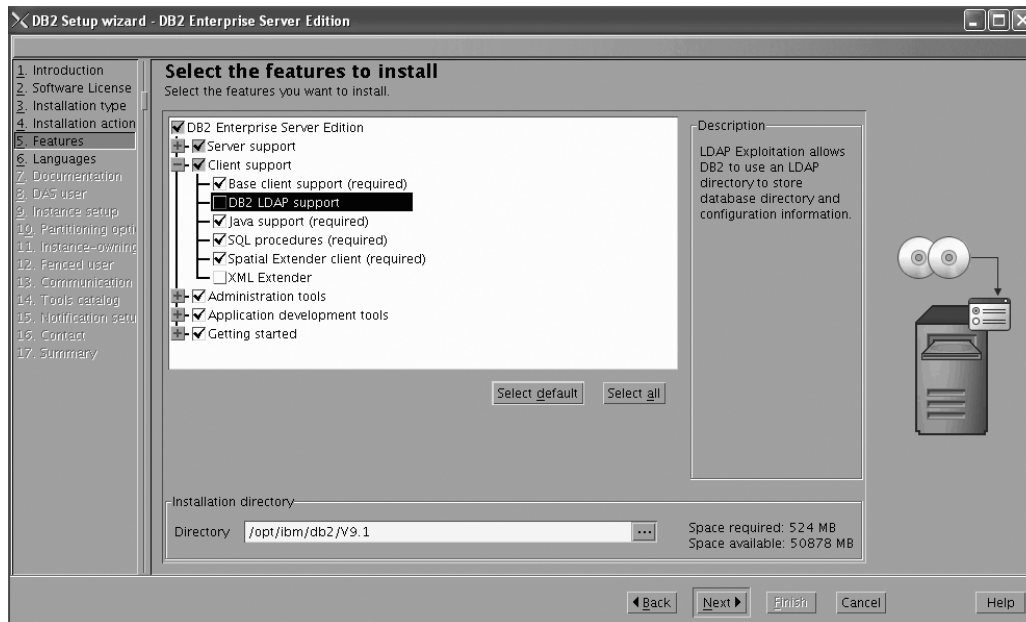 DB2 Setup wizard - DB2 Enterprise Server Edition
1. Introduction
2. Software License
3. Installation type
4. Installation action
5. Features
6. Languages
7. Documentation
8. DAS user
9. Instance setup
10. Partitioning opti
11. Instance-owning
12. Fenced user
13. Communication
14. Tools catalog
15. Notification setu
16. Contact
17. Summary
Select the features to install
Select the features you want to install.
DB2 Enterprise Server Edition
Server support
Client support
Base client support (required)
DB2 LDAP support
Java support (required)
SQL procedures (required)
Spatial Extender client (required)
XML Extender
Administration tools
Application development tools
Getting started
Select default
Select all
Description
LDAP Exploitation allows
DB2 to use an LDAP
directory to store
database directory and
configuration information.
Installation directory
Directory
/opt/ibm/db2/V9.1
...
Space required: 524 MB
Space available: 50878 MB
Back
Next
Finish
Cancel
Help